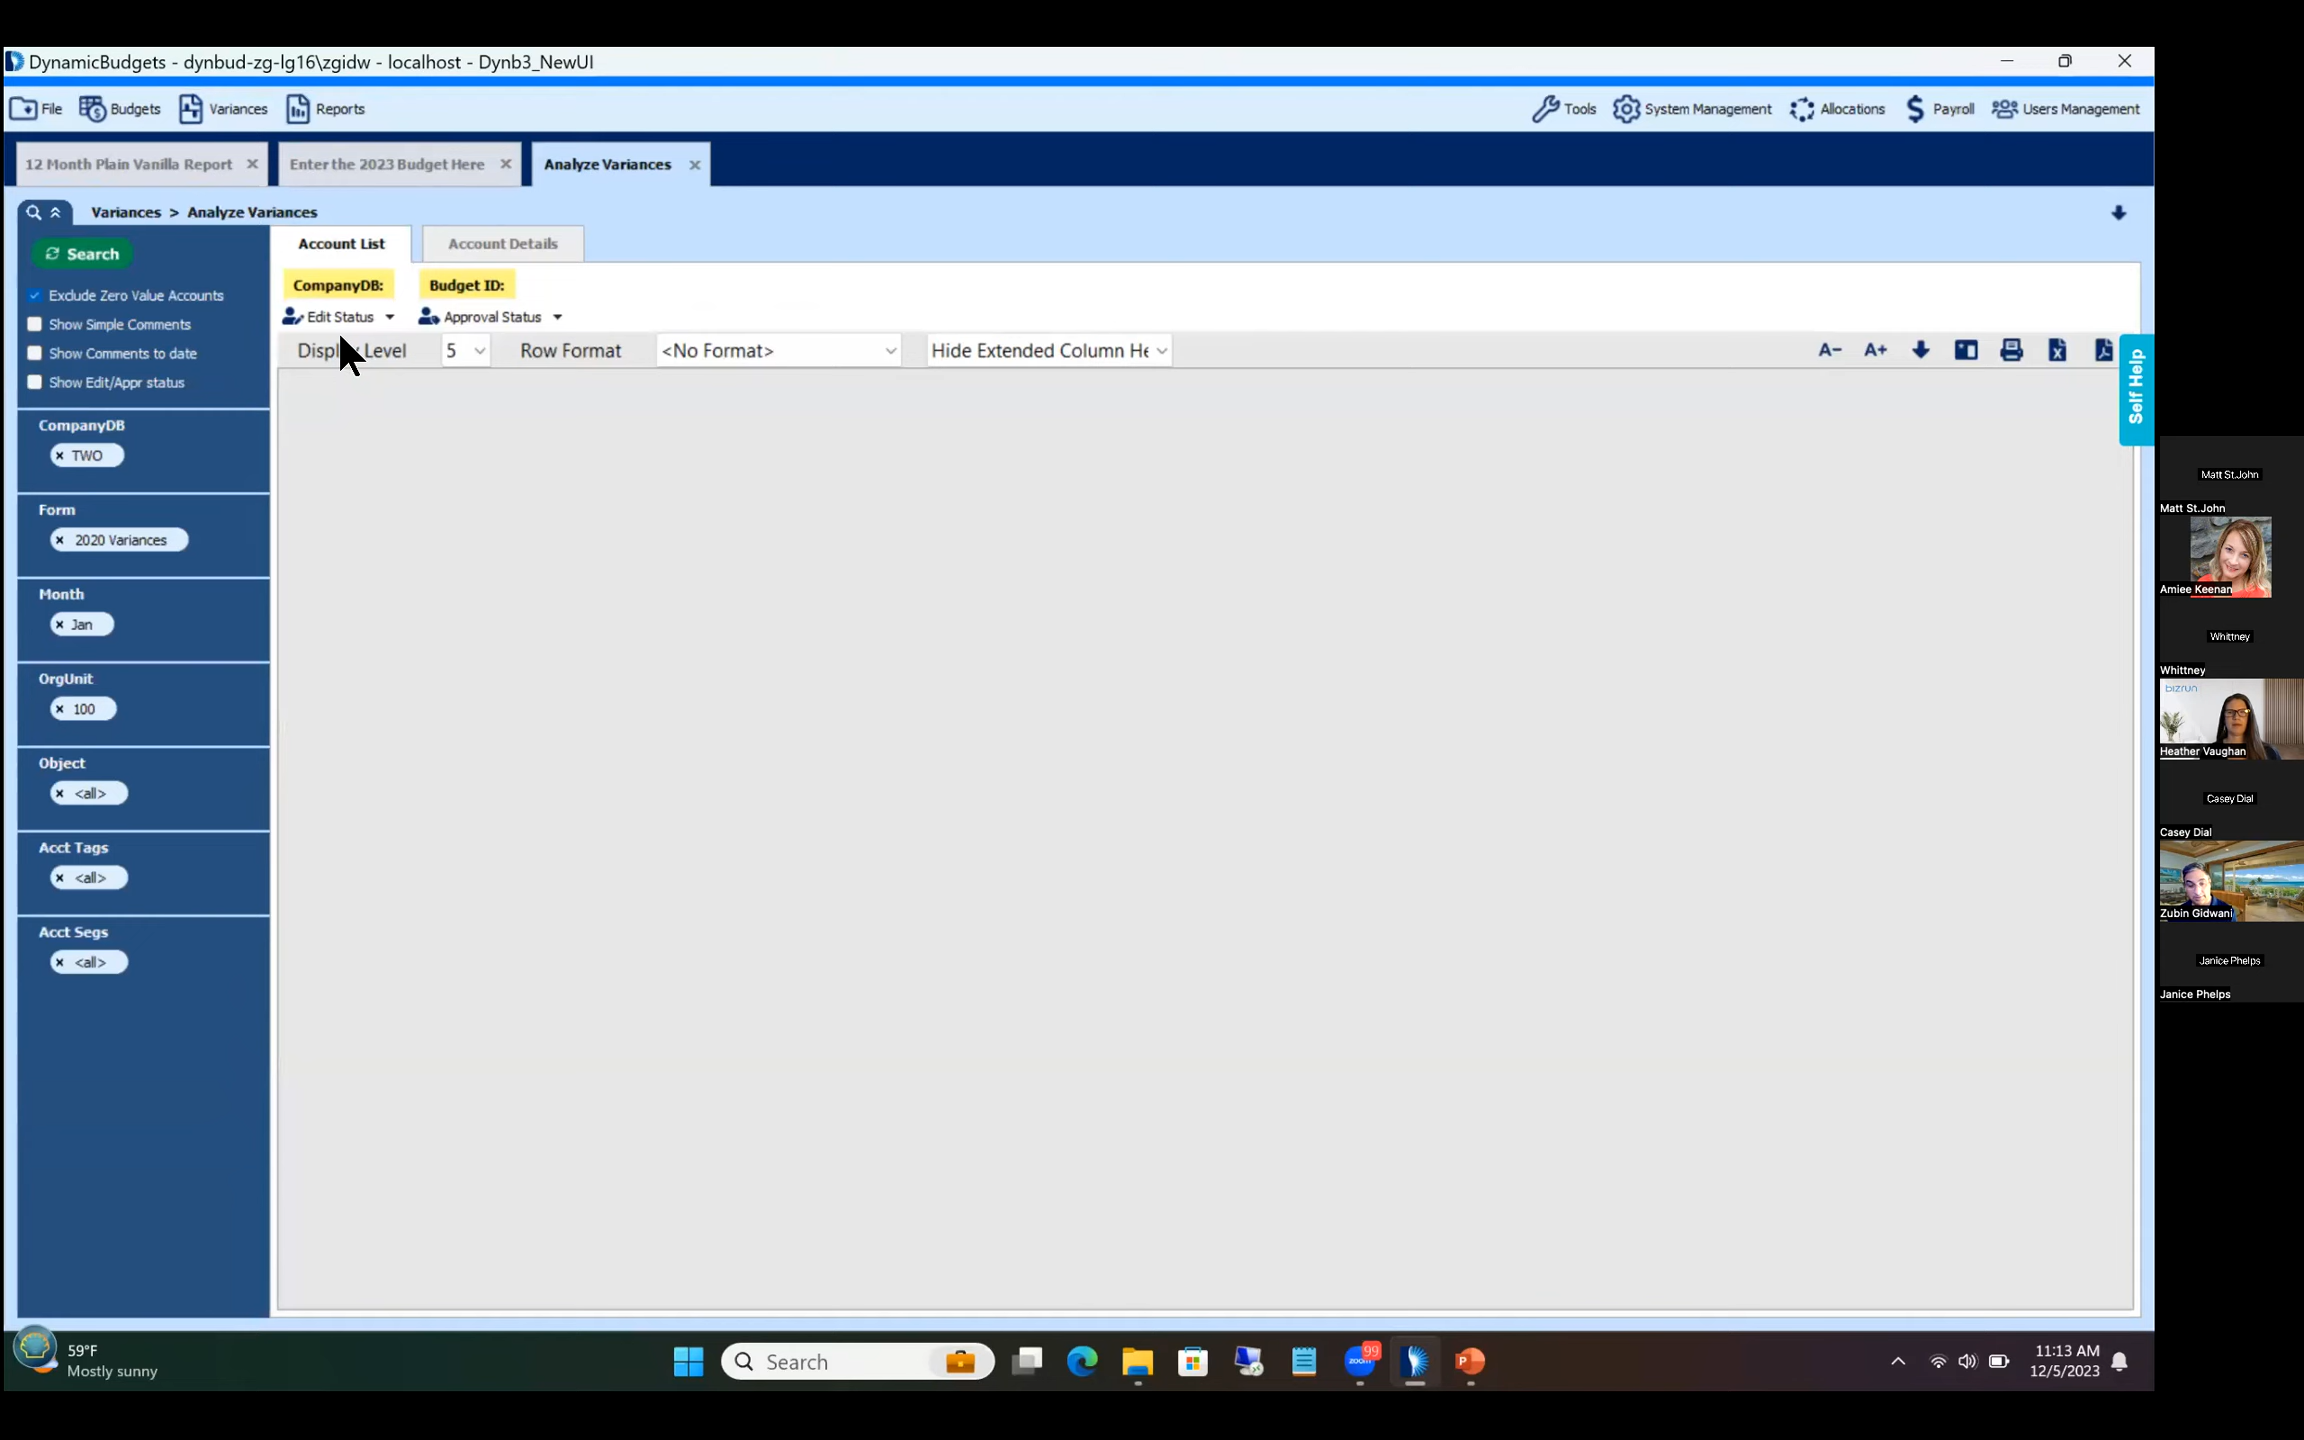 DynamicBudgets - dynbud-zg-lg16\zgidw - localhost - Dynb3_NewUI
File Budgets Variances Reports Tools System Management Allocations Payroll Users Management
12 Month Plain Vanilla Report Enter the 2023 Budget Here Analyze Variances
Variances > Analyze Variances
Search
Exclude Zero Value Accounts
Show Simple Comments
Show Comments to date
Show Edit/Appr status
CompanyDB
TWO
Form
2020 Variances
Month
Jan
OrgUnit
100
Object
<all>
Acct Tags
<all>
Acct Segs
<all>
Account List Account Details
CompanyDB: Budget ID:
Edit Status Approval Status
Display Level 5 Row Format <No Format> Hide Extended Column He A- A+
Self Help
Matt St.John
Matt St.John
Amiee Keenan
Whittney
Whittney
bizrun
Heather Vaughan
Casey Dial
Casey Dial
Zubin Gidwani
Janice Phelps
Janice Phelps
59°F
Mostly sunny
Search
zoom
99
P
11:13 AM
12/5/2023